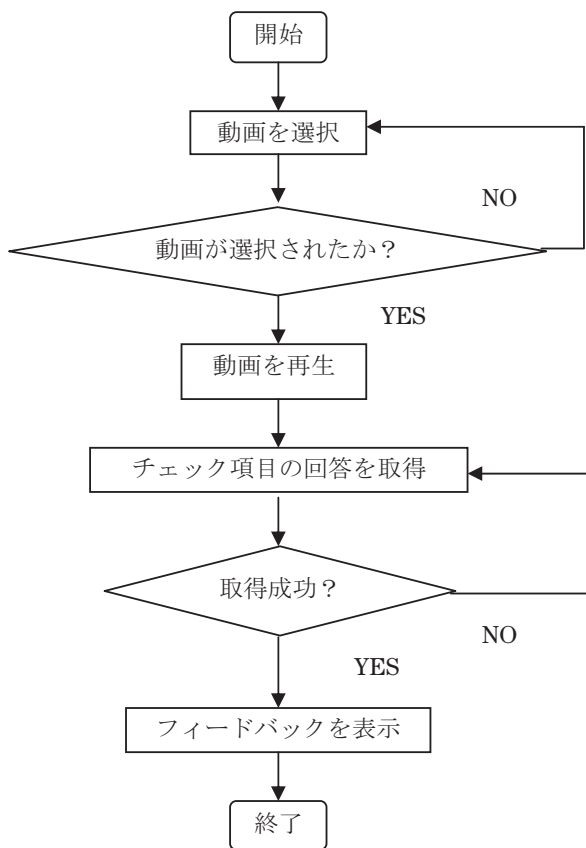 開始
動画を選択
NO
動画が選択されたか？
YES
動画を再生
チェック項目の回答を取得
取得成功？
NO
YES
フィードバックを表示
終了